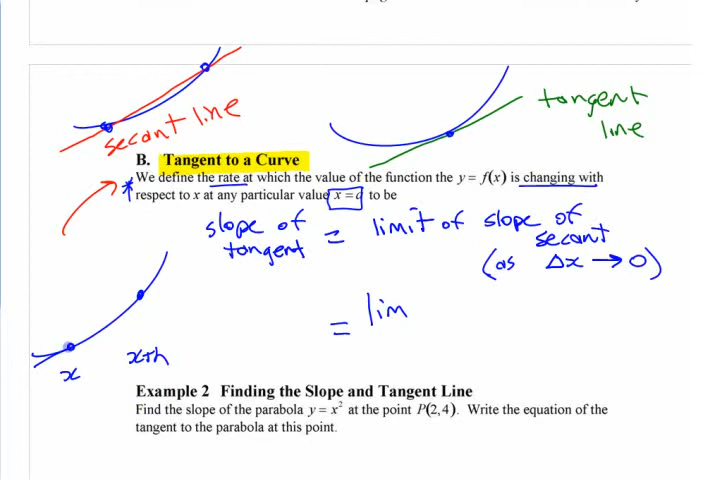 secant line
tangent
line
B. Tangent to a Curve
We define the rate at which the value of the function the y = f(x) is changing with
respect to x at any particular value x = a to be
slope of tangent = limit of slope of secant
(as Δx → 0)
= lim
x
x+h
Example 2 Finding the Slope and Tangent Line
Find the slope of the parabola y = x² at the point P(2,4). Write the equation of the
tangent to the parabola at this point.